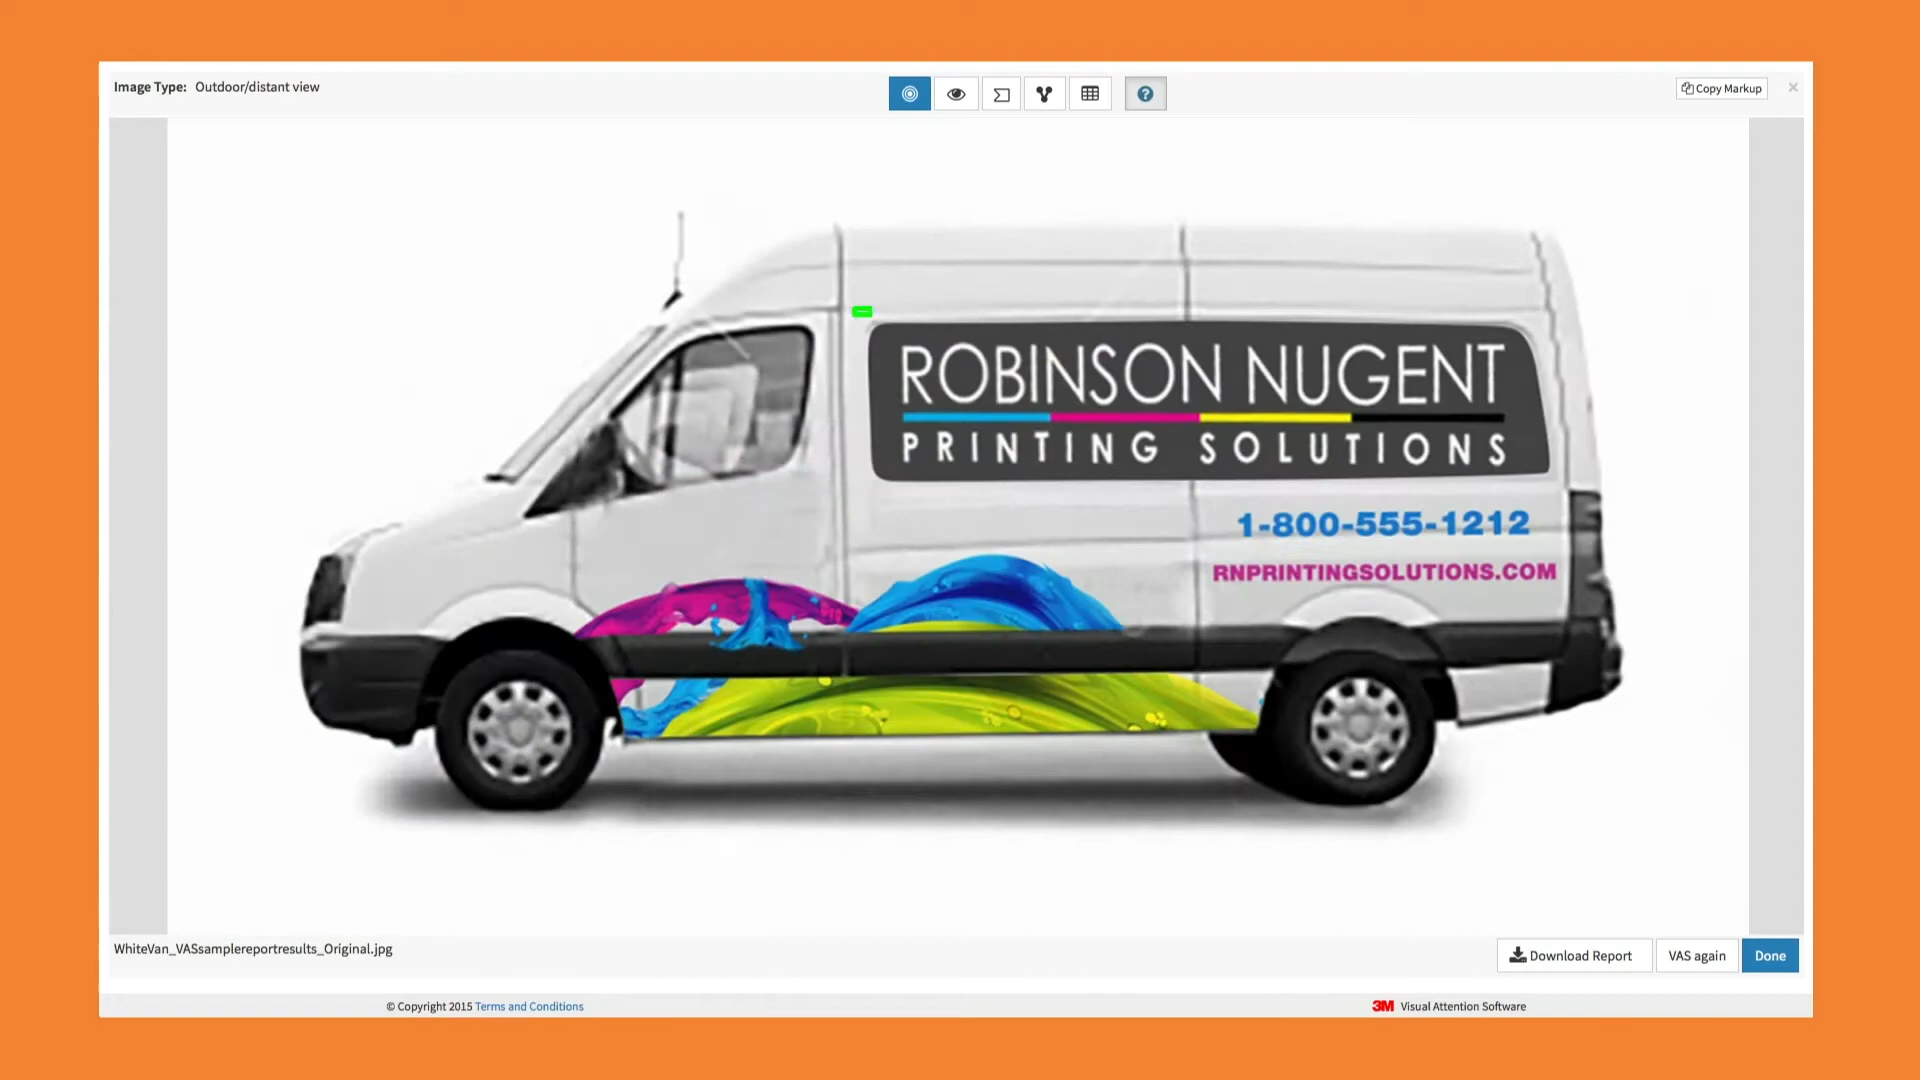 Image Type: Outdoor/distant view
Copy Markup
ROBINSON NUGENT
PRINTING SOLUTIONS
1-800-555-1212
RNPRINTINGSOLUTIONS.COM
WhiteVan_VASsamplereportresults_Original.jpg
Download Report
VAS again
Done
© Copyright 2015 Terms and Conditions
3M Visual Attention Software